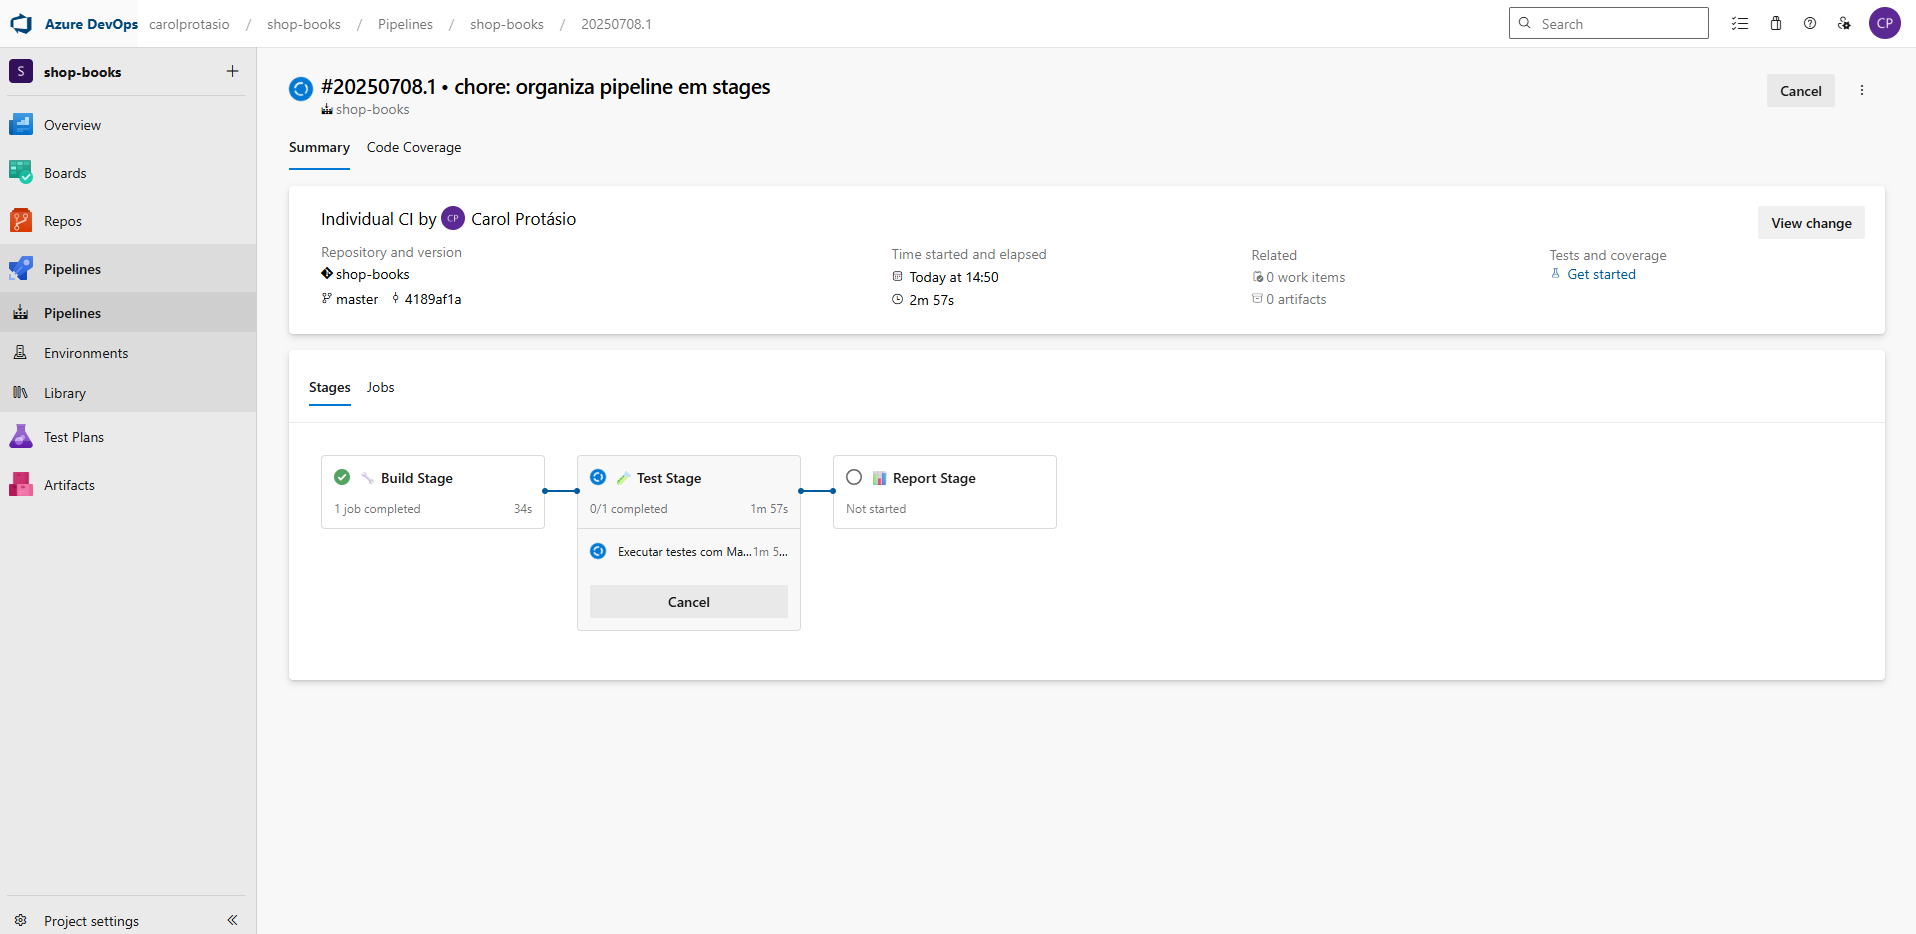 Azure DevOps carolprotasio / shop-books / Pipelines / shop-books / 20250708.1 Search CP
S shop-books
Overview
Boards
Repos
Pipelines
Pipelines
Environments
Library
Test Plans
Artifacts
Project settings
#20250708.1 • chore: organiza pipeline em stages
shop-books
Cancel
Summary Code Coverage
Individual CI by CP Carol Protásio
View change
Repository and version
shop-books
master 4189af1a
Time started and elapsed
Today at 14:50
2m 57s
Related
0 work items
0 artifacts
Tests and coverage
Get started
Stages Jobs
Build Stage
1 job completed 34s
Test Stage
0/1 completed 1m 57s
Executar testes com Ma... 1m 5...
Cancel
Report Stage
Not started